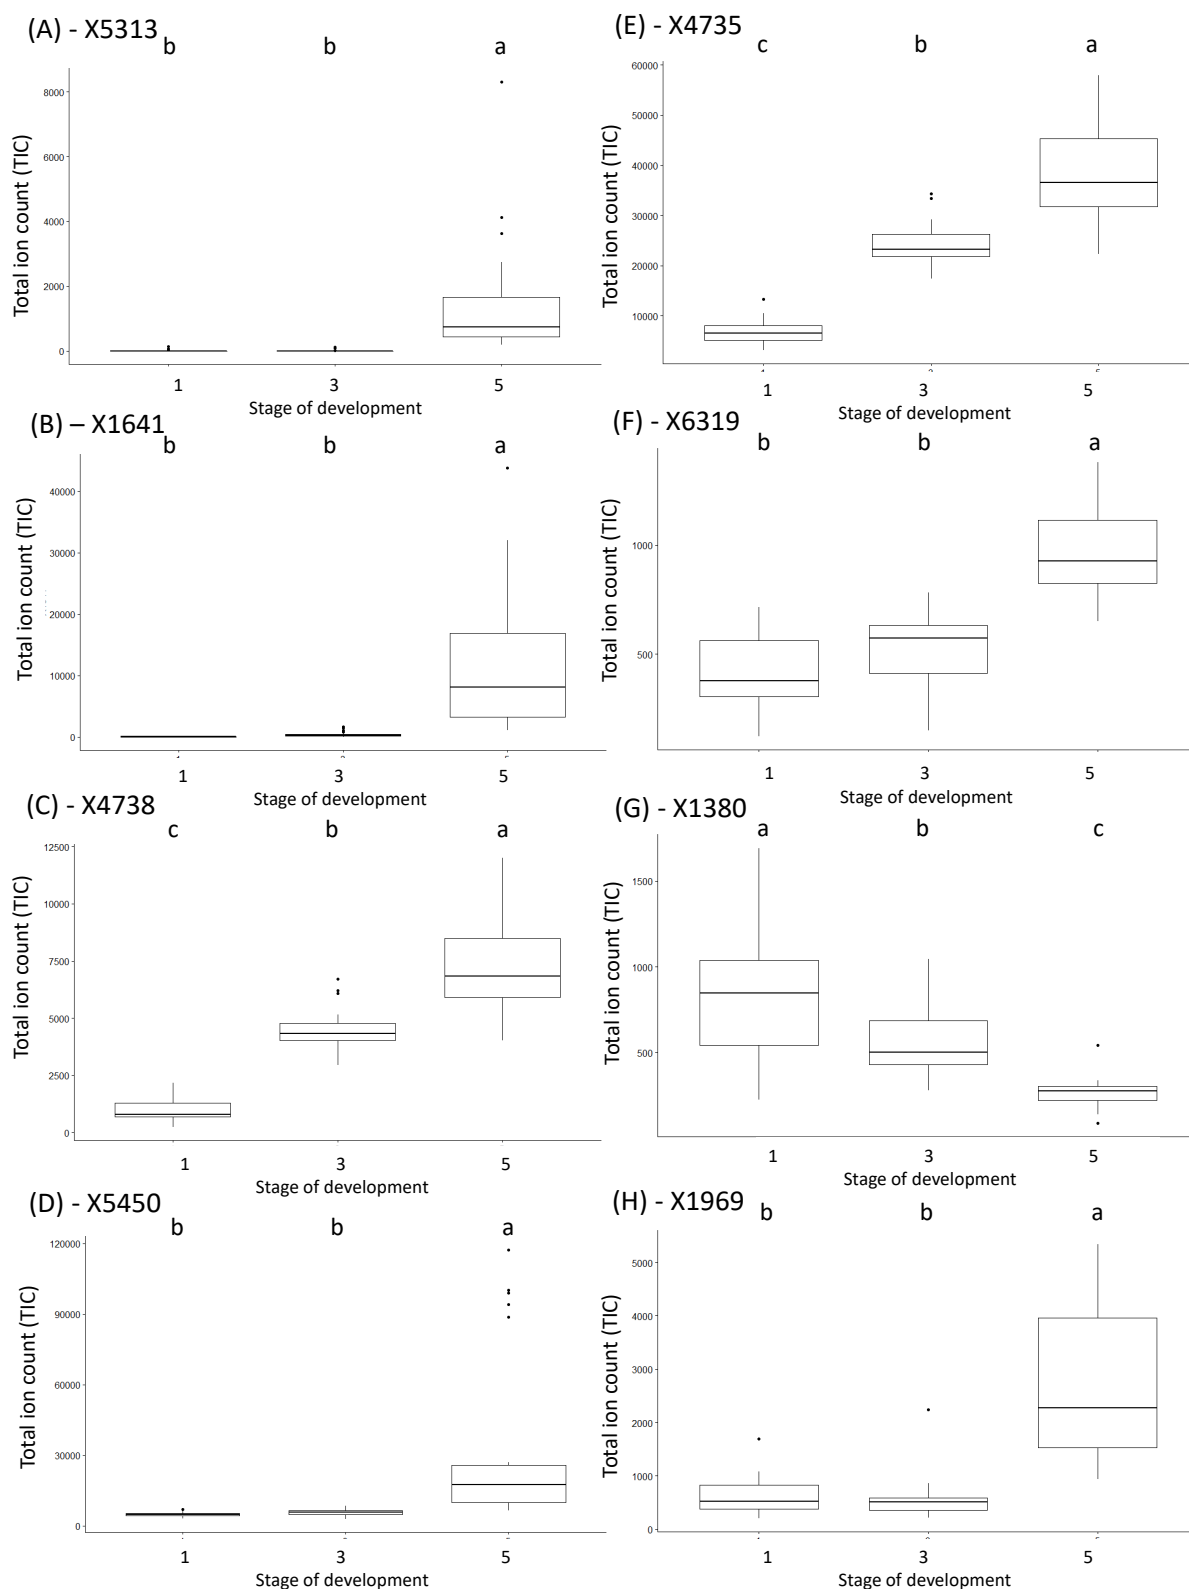 (A) - X5313
b b a
Total ion count (TIC)
8000
6000
4000
2000
0
1 3 5
Stage of development
(B) – X1641
b b a
Total ion count (TIC)
40000
30000
20000
10000
0
1 3 5
Stage of development
(C) - X4738
c b a
Total ion count (TIC)
12500
10000
7500
5000
2500
0
1 3 5
Stage of development
(D) - X5450
b b a
Total ion count (TIC)
120000
90000
60000
30000
0
1 3 5
Stage of development
(E) - X4735
c b a
Total ion count (TIC)
60000
50000
40000
30000
20000
10000
1 3 5
Stage of development
(F) - X6319
b b a
Total ion count (TIC)
1000
500
1 3 5
Stage of development
(G) - X1380
a b c
Total ion count (TIC)
1500
1000
500
1 3 5
Stage of development
(H) - X1969
b b a
Total ion count (TIC)
5000
4000
3000
2000
1000
0
1 3 5
Stage of development